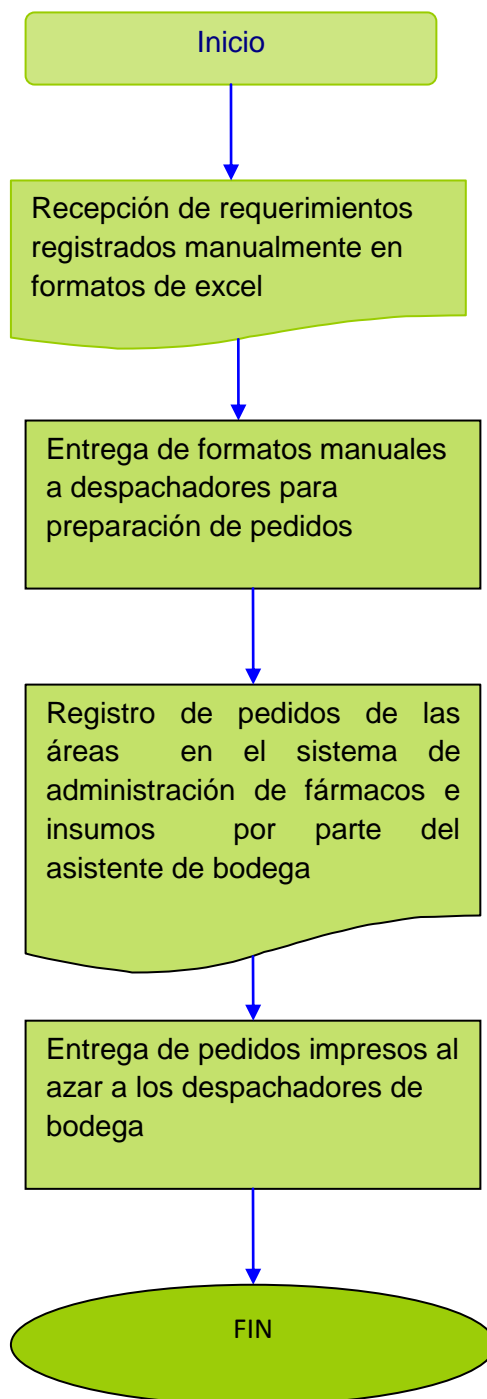 Inicio
Recepción de requerimientos
registrados manualmente en
formatos de excel
Entrega de formatos manuales
a despachadores para
preparación de pedidos
Registro de pedidos de las
áreas en el sistema de
administración de fármacos e
insumos por parte del
asistente de bodega
Entrega de pedidos impresos al
azar a los despachadores de
bodega
FIN